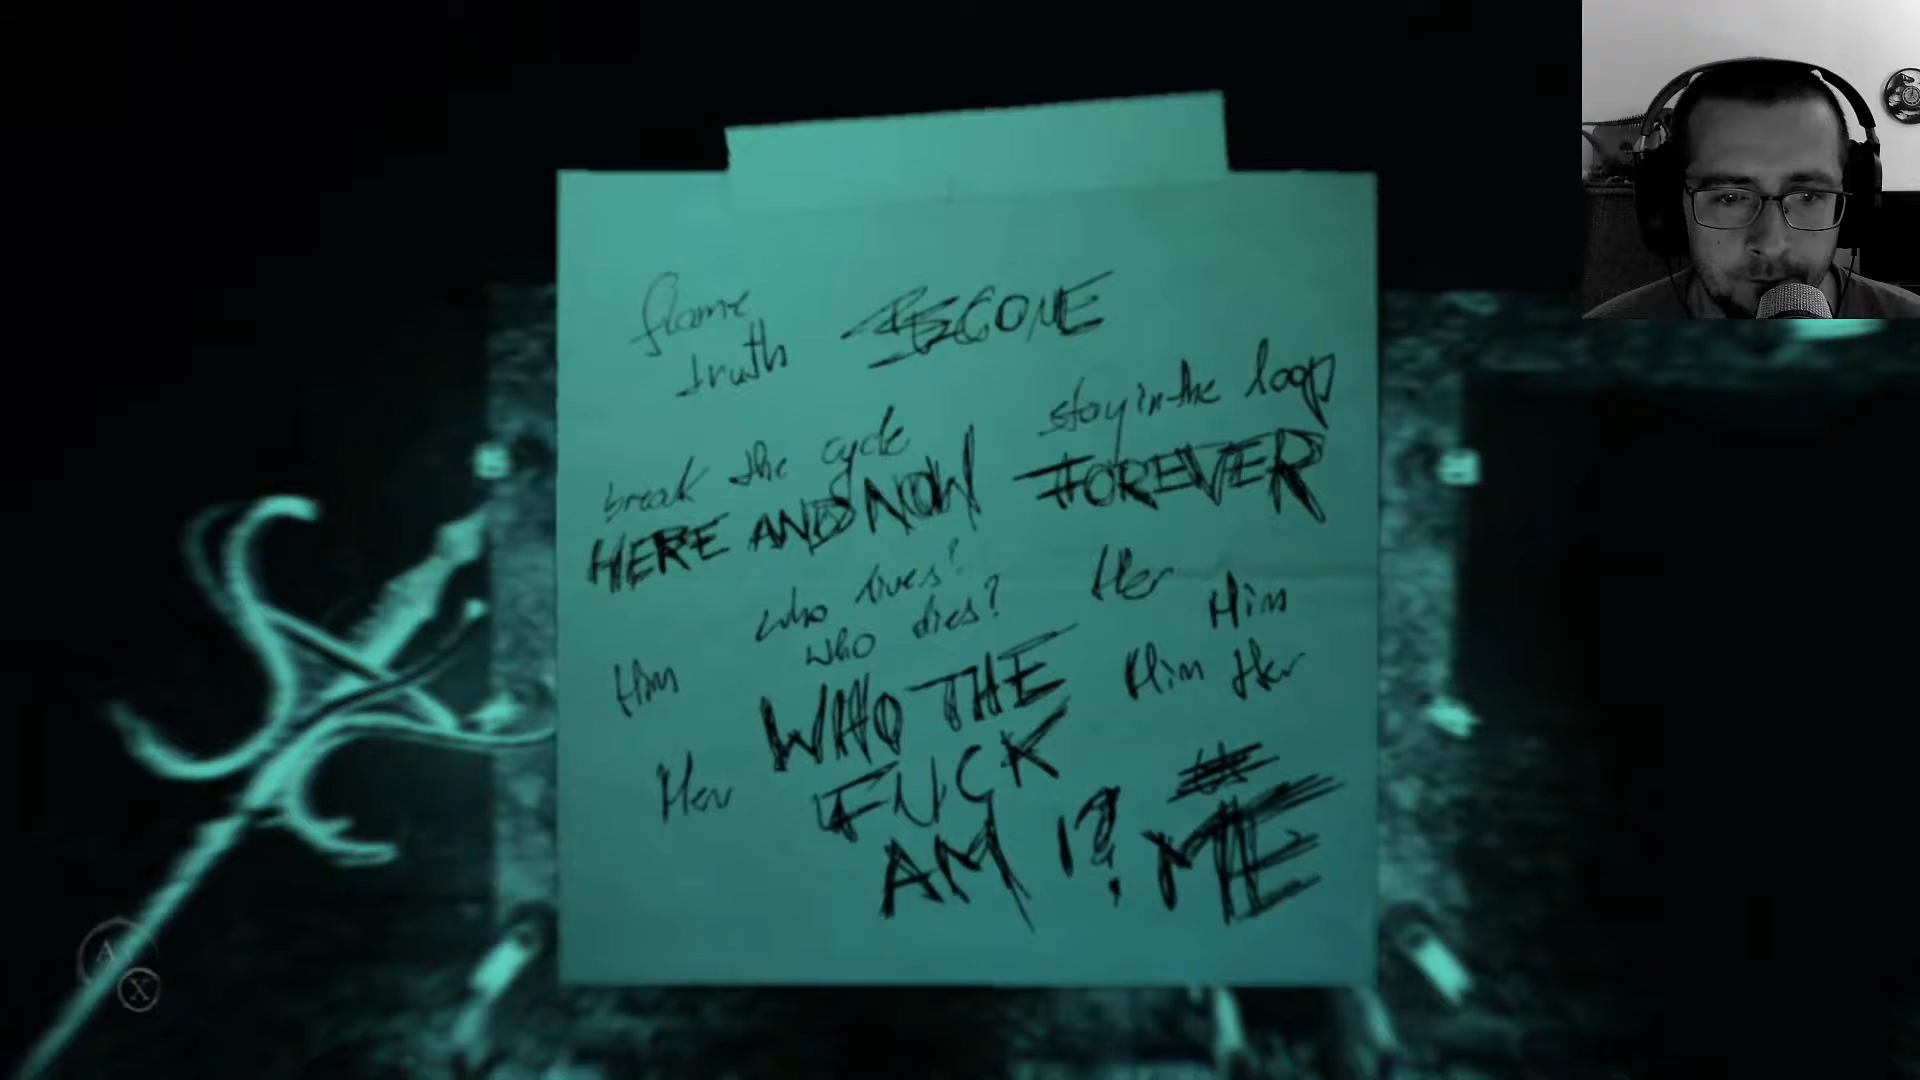 flame
truth
BECOME
break the cycle
HERE AND NOW
stay in the loop
FOREVER
who lives?
who dies?
Her
Him
Him
Him Her
Her
WHO THE
FUCK
AM I?
ME
A
X